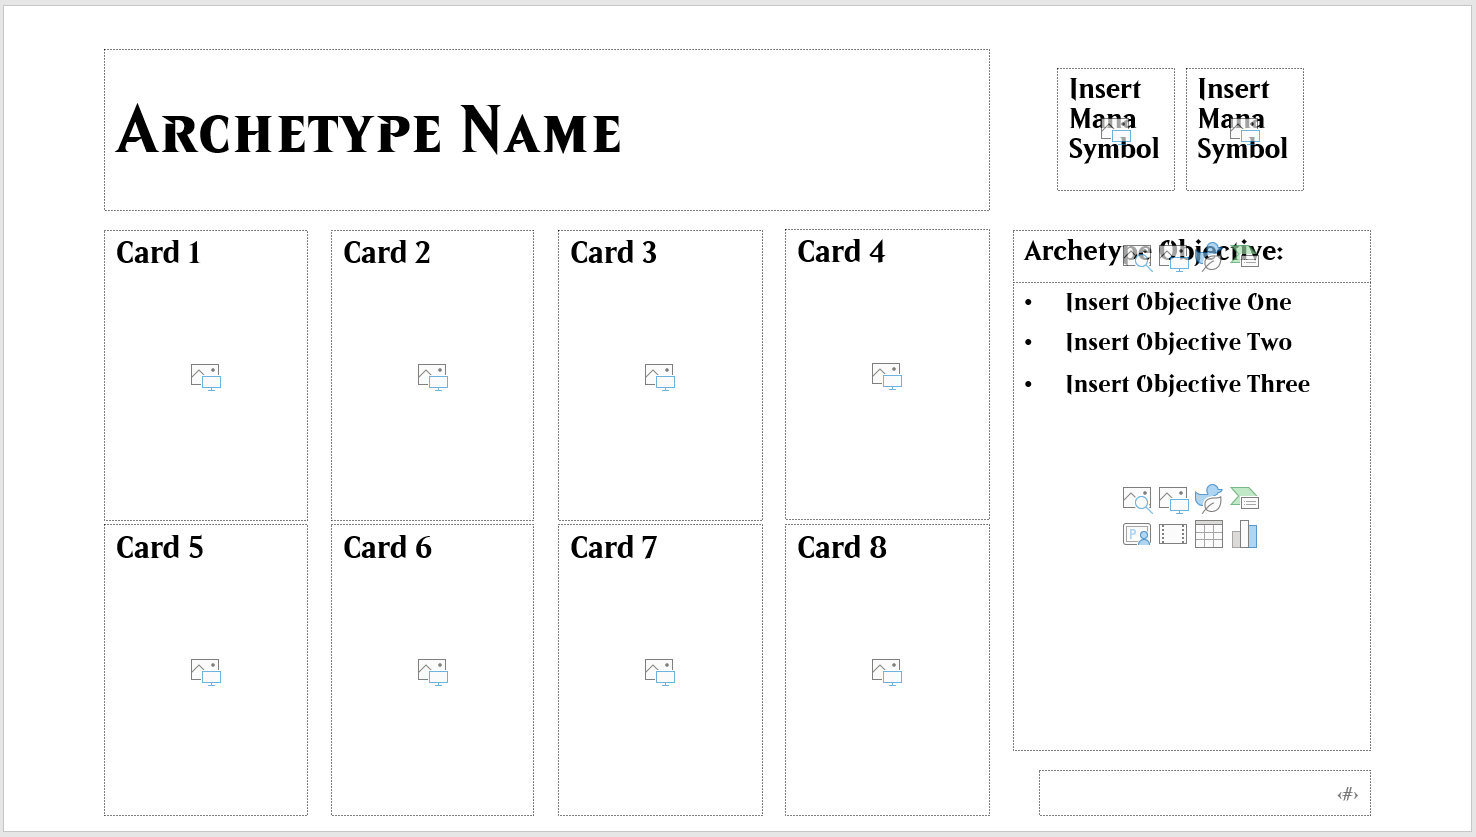 Archetype Name
Insert
Mana
Symbol
Insert
Mana
Symbol
Card 1
Card 2
Card 3
Card 4
Archetype Objective:
• Insert Objective One
• Insert Objective Two
• Insert Objective Three
Card 5
Card 6
Card 7
Card 8
‹#›